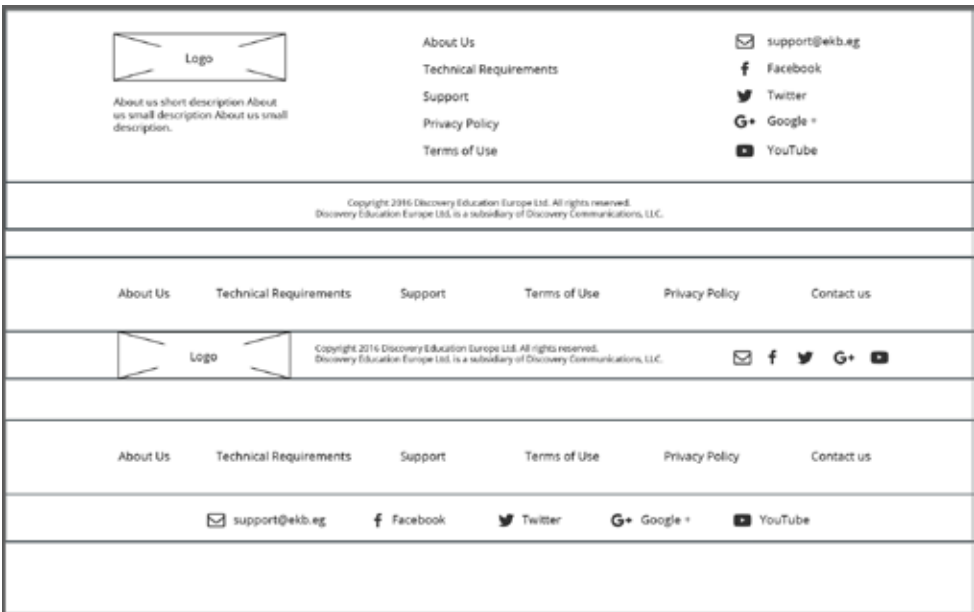 Logo
About us short description About
us small description About us small
description.
About Us
Technical Requirements
Support
Privacy Policy
Terms of Use
support@ekb.eg
Facebook
Twitter
Google +
YouTube
Copyright 2016 Discovery Education Europe Ltd. All rights reserved.
Discovery Education Europe Ltd. is a subsidiary of Discovery Communications, LLC.
About Us Technical Requirements Support Terms of Use Privacy Policy Contact us
Logo
Copyright 2016 Discovery Education Europe Ltd. All rights reserved.
Discovery Education Europe Ltd. is a subsidiary of Discovery Communications, LLC.
G+
About Us Technical Requirements Support Terms of Use Privacy Policy Contact us
support@ekb.eg Facebook Twitter G+ Google + YouTube